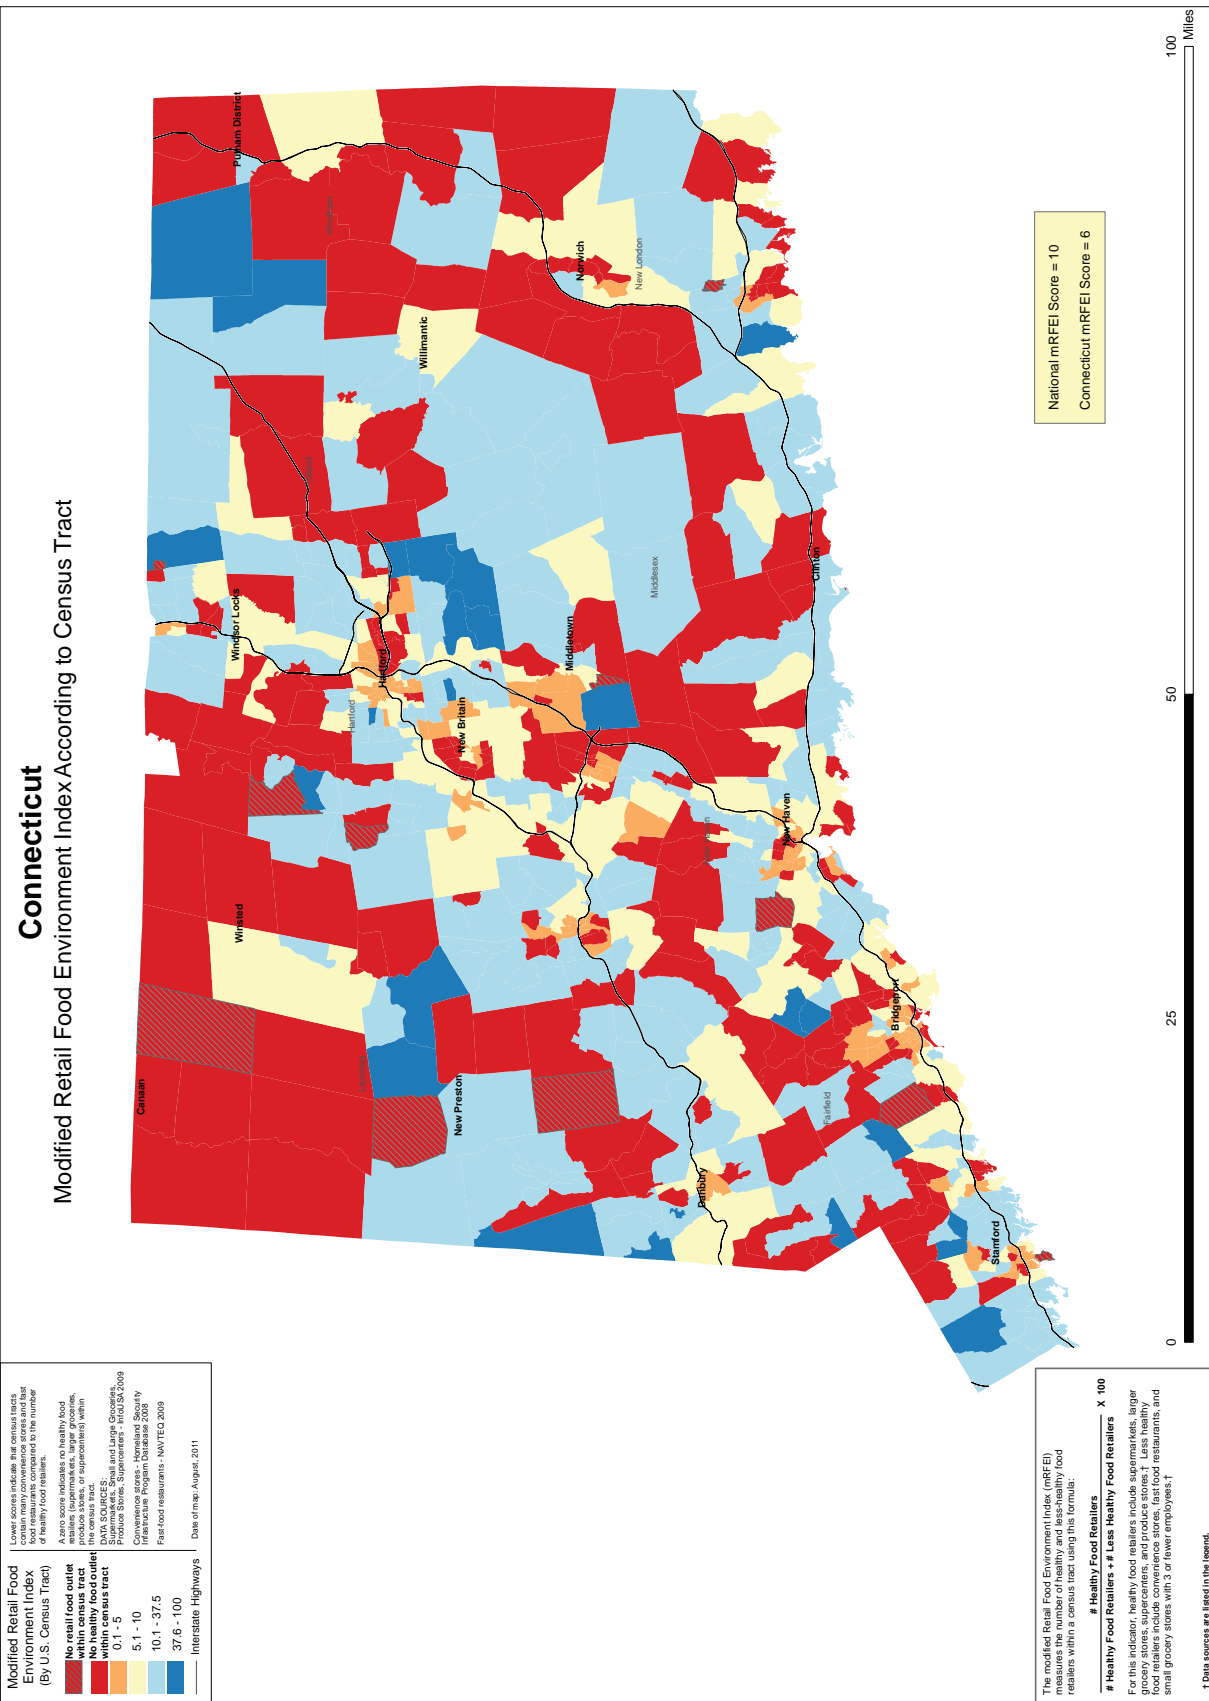 Connecticut
Modified Retail Food Environment Index According to Census Tract
Modified Retail Food
Environment Index
(By U.S. Census Tract)
No retail food outlet
within census tract
No healthy food outlet
within census tract
0.1 - 5
5.1 - 10
10.1 - 37.5
37.6 - 100
Interstate Highways
Lower scores indicate that census tracts
contain many convenience stores and fast
food restaurants compared to the number
of healthy food retailers.
A zero score indicates no healthy food
retailers (supermarkets, larger groceries,
produce stores, or supercenters) within
the census tract.
DATA SOURCES:
Supermarkets, Small and Large Groceries,
Produce Stores, Supercenters - InfoUSA 2009
Convenience stores - Homeland Security
Infrastructure Program Database 2008
Fast-food restaurants - NAVTEQ 2009
Date of map: August, 2011
Canaan
Winsted
Windsor Locks
Putnam District
Windham
Tolland
Hartford
Hartford
Litchfield
New Preston
New Britain
Willimantic
Middletown
Norwich
New London
Middlesex
Danbury
New Haven
New Haven
Clinton
Fairfield
Bridgeport
Stamford
National mRFEI Score = 10
Connecticut mRFEI Score = 6
The modified Retail Food Environment Index (mRFEI)
measures the number of healthy and less-healthy food
retailers within a census tract using this formula:
# Healthy Food Retailers
X 100
# Healthy Food Retailers + # Less Healthy Food Retailers
For this indicator, healthy food retailers include supermarkets, larger
grocery stores, supercenters, and produce stores.† Less healthy
food retailers include convenience stores, fast food restaurants, and
small grocery stores with 3 or fewer employees.†
† Data sources are listed in the legend.
0
25
50
100
Miles